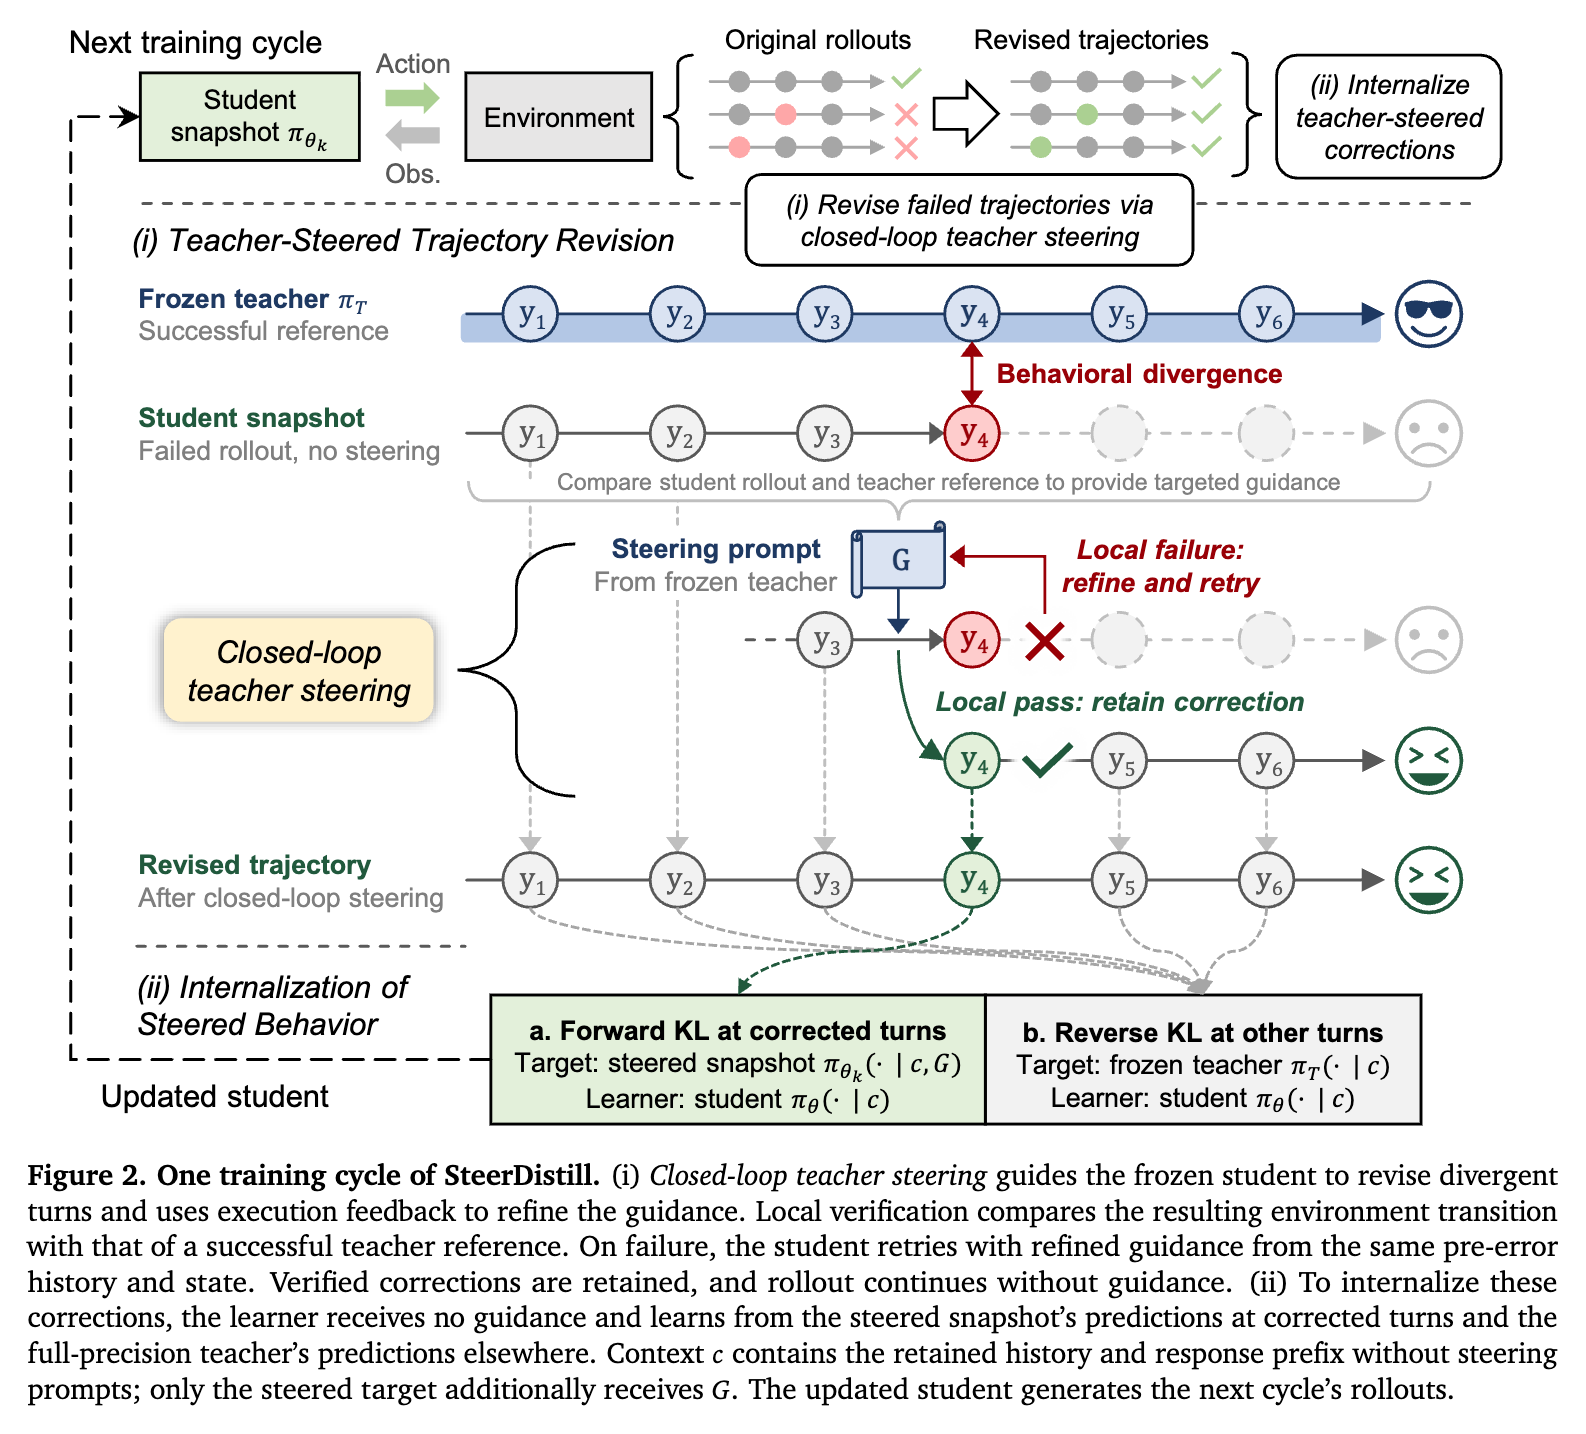 Next training cycle
Student
snapshot π_θ_k
Action
Obs.
Environment
Original rollouts
Revised trajectories
(ii) Internalize
teacher-steered
corrections
(i) Revise failed trajectories via
closed-loop teacher steering
(i) Teacher-Steered Trajectory Revision
Frozen teacher π_T
Successful reference
y₁ y₂ y₃ y₄ y₅ y₆
Behavioral divergence
Student snapshot
Failed rollout, no steering
y₁ y₂ y₃ y₄
Compare student rollout and teacher reference to provide targeted guidance
Steering prompt
From frozen teacher
G
Local failure:
refine and retry
y₃ y₄
Closed-loop
teacher steering
Local pass: retain correction
y₄ y₅ y₆
Revised trajectory
After closed-loop steering
y₁ y₂ y₃ y₄ y₅ y₆
(ii) Internalization of
Steered Behavior
a. Forward KL at corrected turns
Target: steered snapshot π_θ_k(· | c, G)
Learner: student π_θ(· | c)
b. Reverse KL at other turns
Target: frozen teacher π_T(· | c)
Learner: student π_θ(· | c)
Updated student
Figure 2. One training cycle of SteerDistill. (i) Closed-loop teacher steering guides the frozen student to revise divergent
turns and uses execution feedback to refine the guidance. Local verification compares the resulting environment transition
with that of a successful teacher reference. On failure, the student retries with refined guidance from the same pre-error
history and state. Verified corrections are retained, and rollout continues without guidance. (ii) To internalize these
corrections, the learner receives no guidance and learns from the steered snapshot's predictions at corrected turns and the
full-precision teacher's predictions elsewhere. Context c contains the retained history and response prefix without steering
prompts; only the steered target additionally receives G. The updated student generates the next cycle's rollouts.